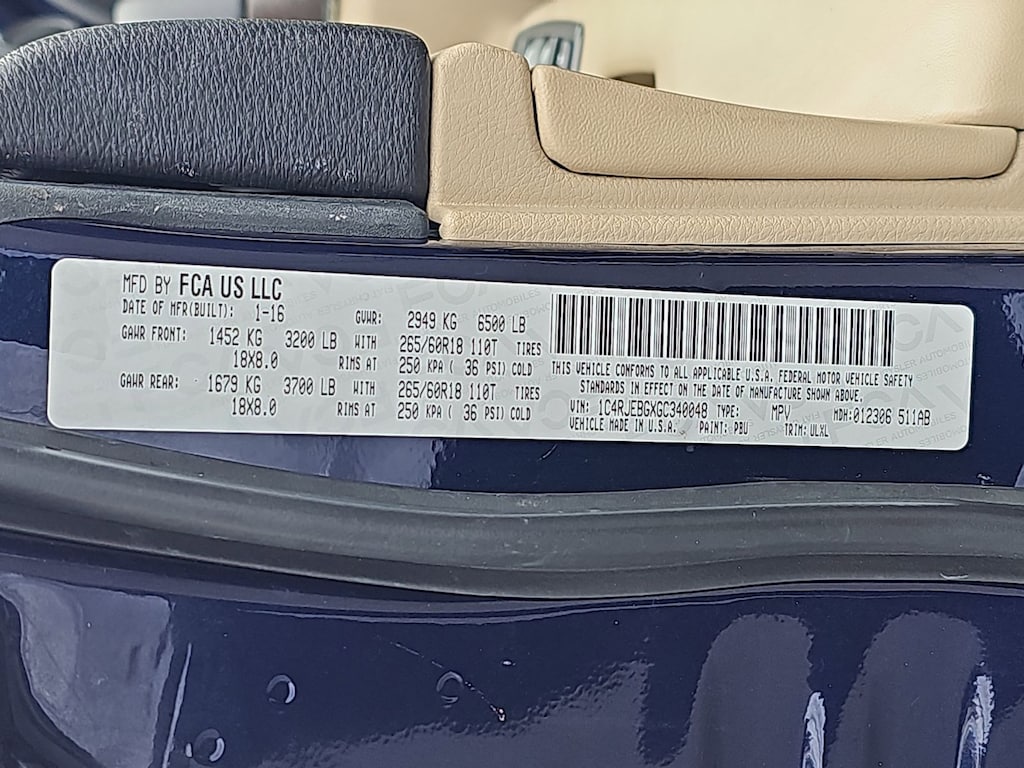 MFD BY FCA US LLC
DATE OF MFR(BUILT): 1-16 GVWR: 2949 KG 6500 LB
GAWR FRONT: 1452 KG 3200 LB WITH 265/60R18 110T TIRES
18X8.0 RIMS AT 250 KPA ( 36 PSI) COLD
GAWR REAR: 1679 KG 3700 LB WITH 265/60R18 110T TIRES
18X8.0 RIMS AT 250 KPA ( 36 PSI) COLD
THIS VEHICLE CONFORMS TO ALL APPLICABLE U.S.A. FEDERAL MOTOR VEHICLE SAFETY
STANDARDS IN EFFECT ON THE DATE OF MANUFACTURE SHOWN ABOVE.
VIN: 1C4RJEBGXGC340048 TYPE: MPV MDH:012306 511AB
VEHICLE MADE IN U.S.A. PAINT: PBU TRIM: ULXL